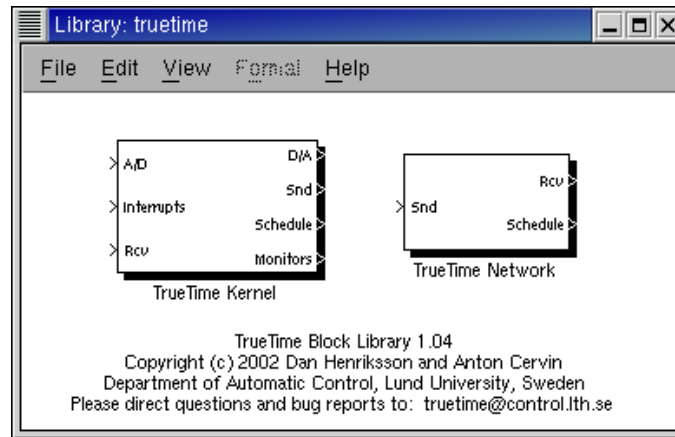 Library: truetime
File Edit View Format Help
A/D
Interrupts
Rcv
D/A
Snd
Schedule
Monitors
TrueTime Kernel
Snd
Rcv
Schedule
TrueTime Network
TrueTime Block Library 1.04
Copyright (c) 2002 Dan Henriksson and Anton Cervin
Department of Automatic Control, Lund University, Sweden
Please direct questions and bug reports to: truetime@control.lth.se